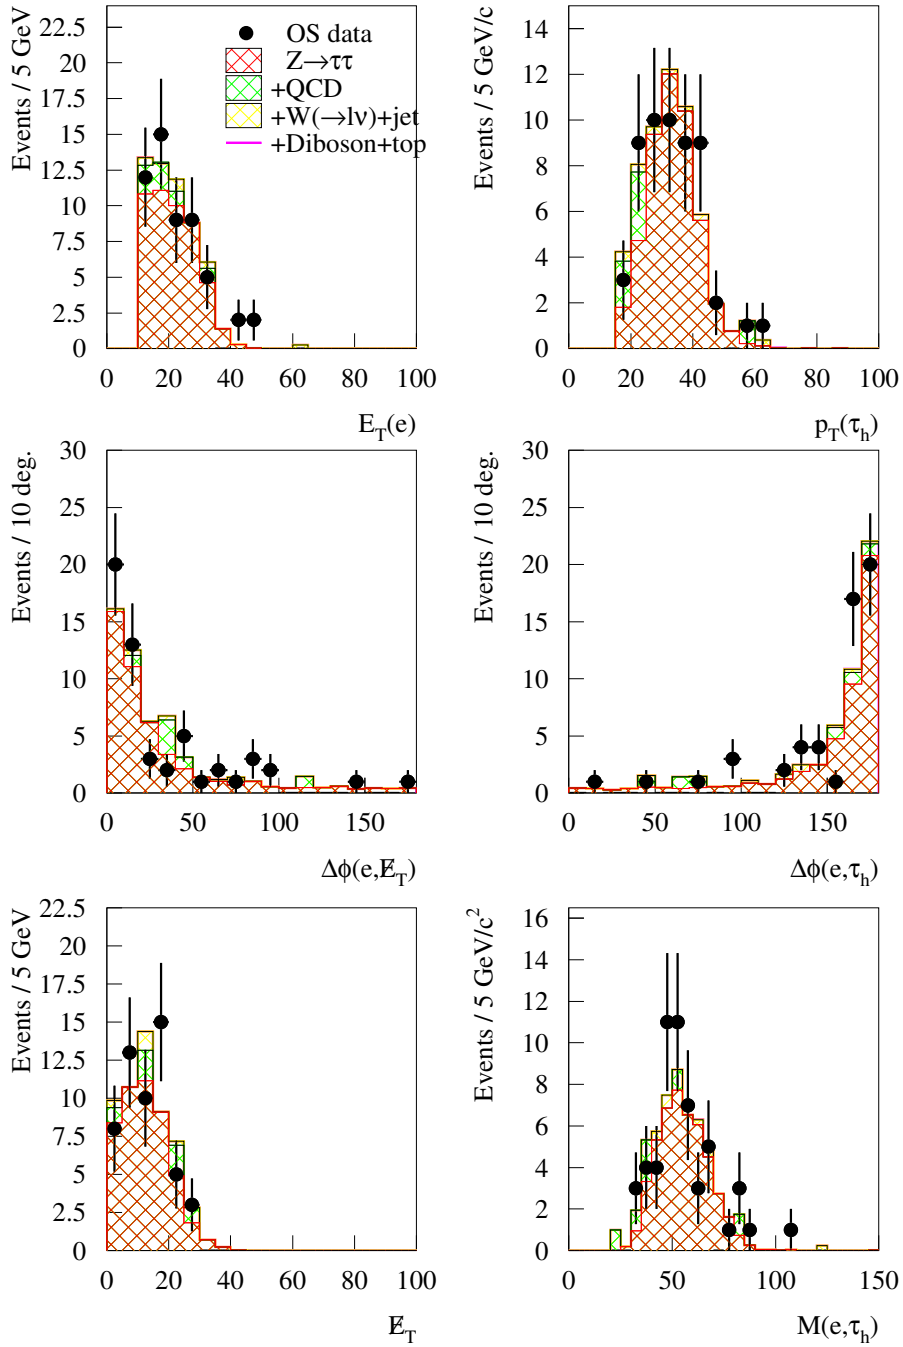 Events / 5 GeV
22.5
20
17.5
15
12.5
10
7.5
5
2.5
0
0 20 40 60 80 100
E_T(e)
OS data
Z→ττ
+QCD
+W(→lν)+jet
+Diboson+top
Events / 5 GeV/c
14
12
10
8
6
4
2
0
0 20 40 60 80 100
p_T(τ_h)
Events / 10 deg.
30
25
20
15
10
5
0
0 50 100 150
Δϕ(e,E̸_T)
Events / 10 deg.
30
25
20
15
10
5
0
0 50 100 150
Δϕ(e,τ_h)
Events / 5 GeV
22.5
20
17.5
15
12.5
10
7.5
5
2.5
0
0 20 40 60 80 100
E̸_T
Events / 5 GeV/c²
16
14
12
10
8
6
4
2
0
0 50 100 150
M(e,τ_h)